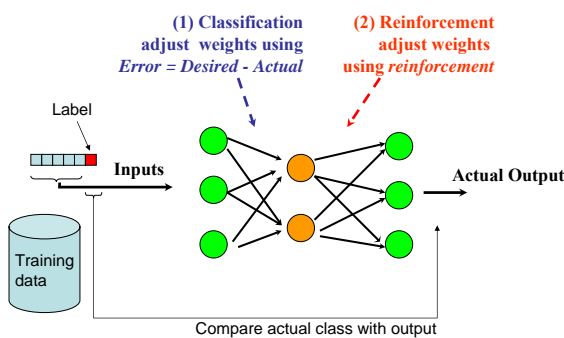 (1) Classification
adjust weights using
Error = Desired - Actual
(2) Reinforcement
adjust weights
using reinforcement
Label
Inputs
Actual Output
Training
data
Compare actual class with output